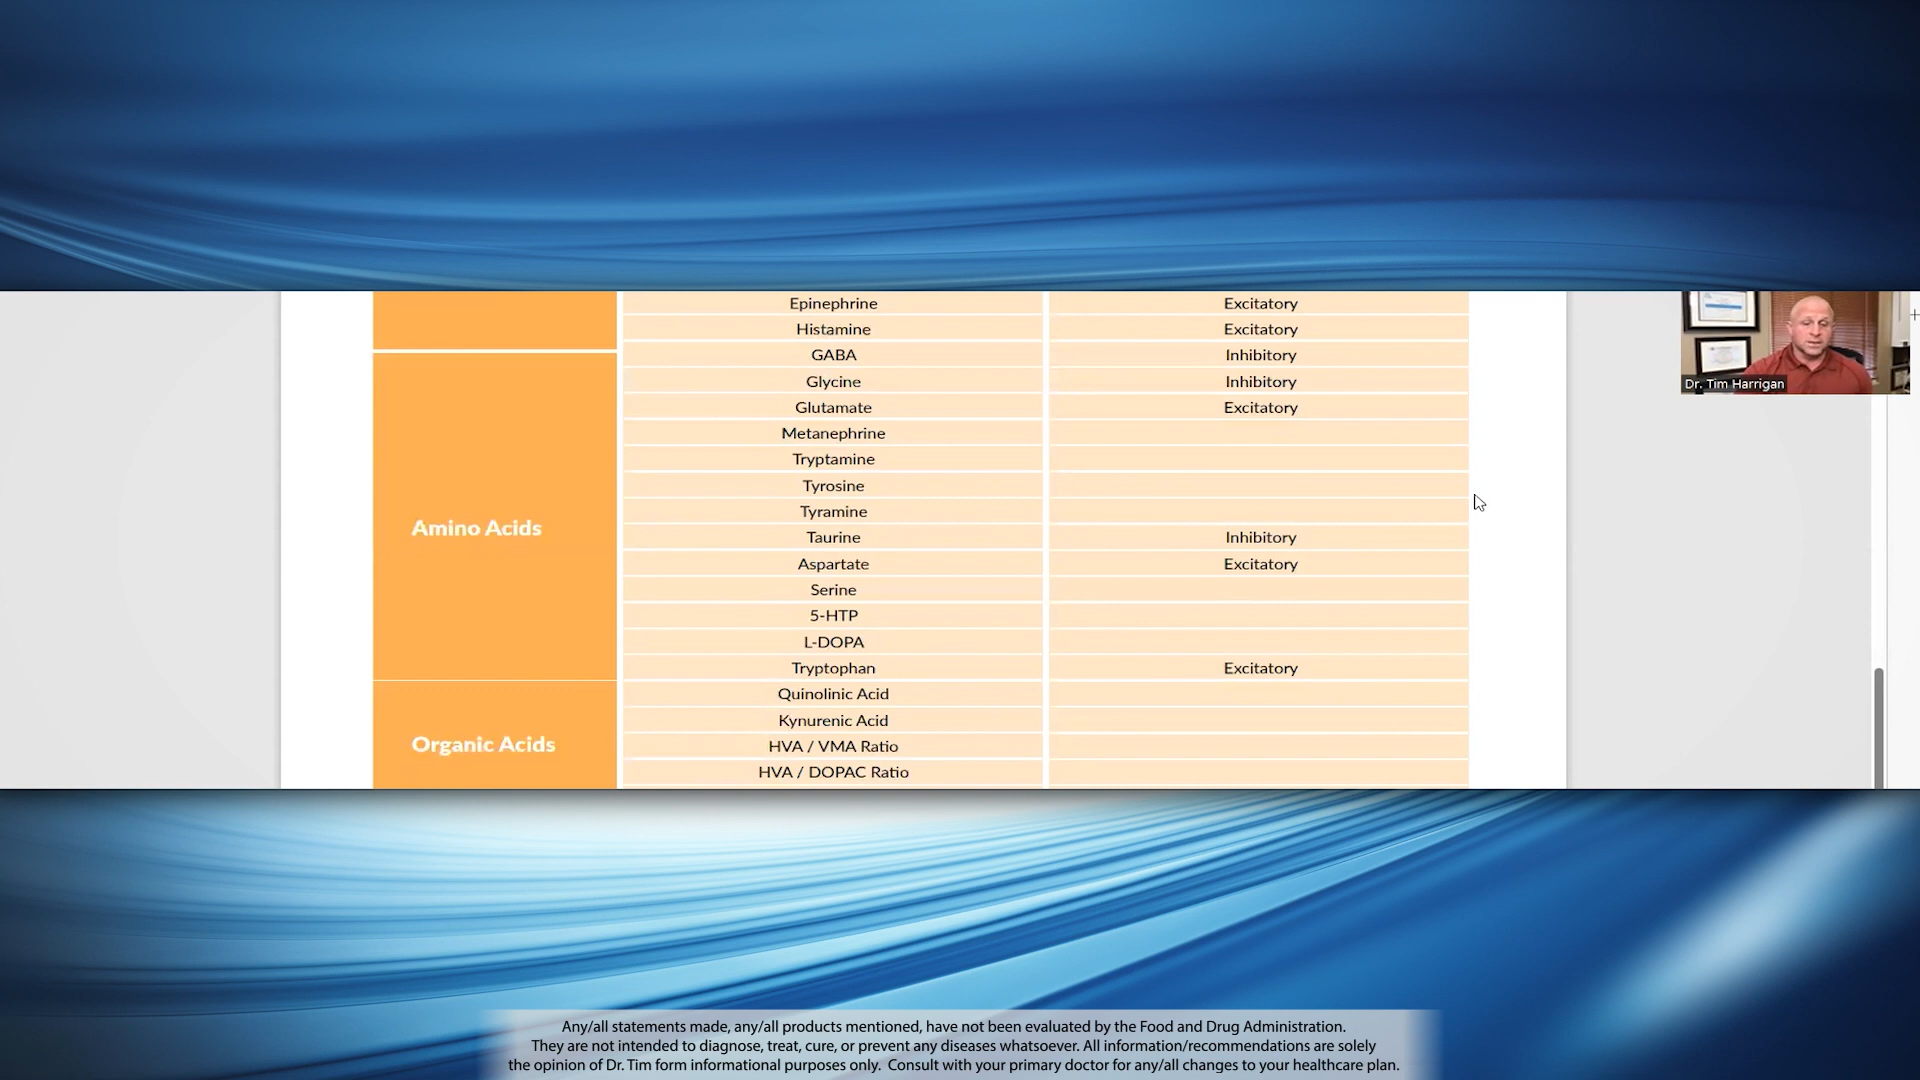 Epinephrine Excitatory
Histamine Excitatory
Amino Acids
GABA Inhibitory
Glycine Inhibitory
Glutamate Excitatory
Metanephrine
Tryptamine
Tyrosine
Tyramine
Taurine Inhibitory
Aspartate Excitatory
Serine
5-HTP
L-DOPA
Tryptophan Excitatory
Organic Acids
Quinolinic Acid
Kynurenic Acid
HVA / VMA Ratio
HVA / DOPAC Ratio
Dr. Tim Harrigan
Any/all statements made, any/all products mentioned, have not been evaluated by the Food and Drug Administration.
They are not intended to diagnose, treat, cure, or prevent any diseases whatsoever. All information/recommendations are solely
the opinion of Dr. Tim form informational purposes only. Consult with your primary doctor for any/all changes to your healthcare plan.